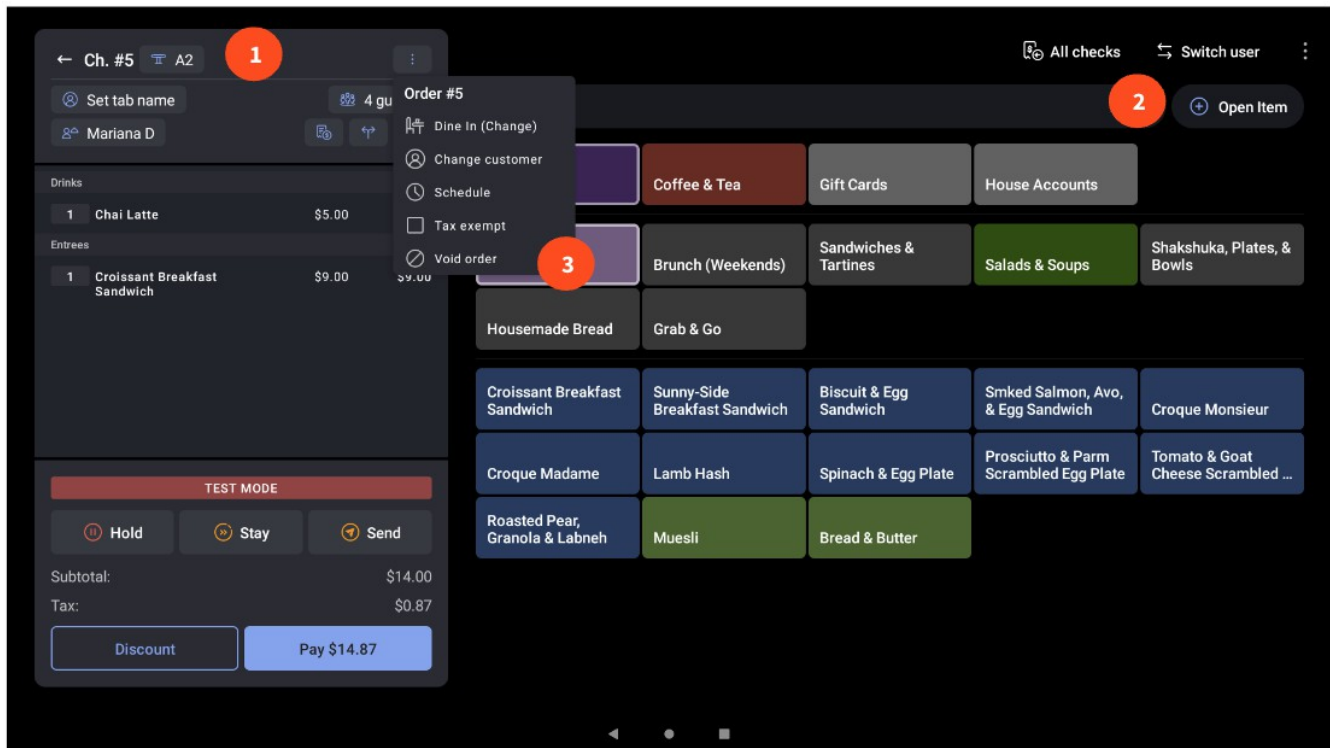 ← Ch. #5 A2 1
All checks Switch user
Set tab name 4 gu
Mariana D
Order #5
Dine In (Change)
Change customer
Schedule
Tax exempt
Void order 3
2 Open Item
Drinks
1 Chai Latte $5.00
Entrees
1 Croissant Breakfast $9.00 $9.00
Sandwich
TEST MODE
Hold Stay Send
Subtotal: $14.00
Tax: $0.87
Discount Pay $14.87
Coffee & Tea Gift Cards House Accounts
Brunch (Weekends) Sandwiches & Tartines Salads & Soups Shakshuka, Plates, & Bowls
Housemade Bread Grab & Go
Croissant Breakfast Sandwich Sunny-Side Breakfast Sandwich Biscuit & Egg Sandwich Smked Salmon, Avo, & Egg Sandwich Croque Monsieur
Croque Madame Lamb Hash Spinach & Egg Plate Prosciutto & Parm Scrambled Egg Plate Tomato & Goat Cheese Scrambled ...
Roasted Pear, Granola & Labneh Muesli Bread & Butter